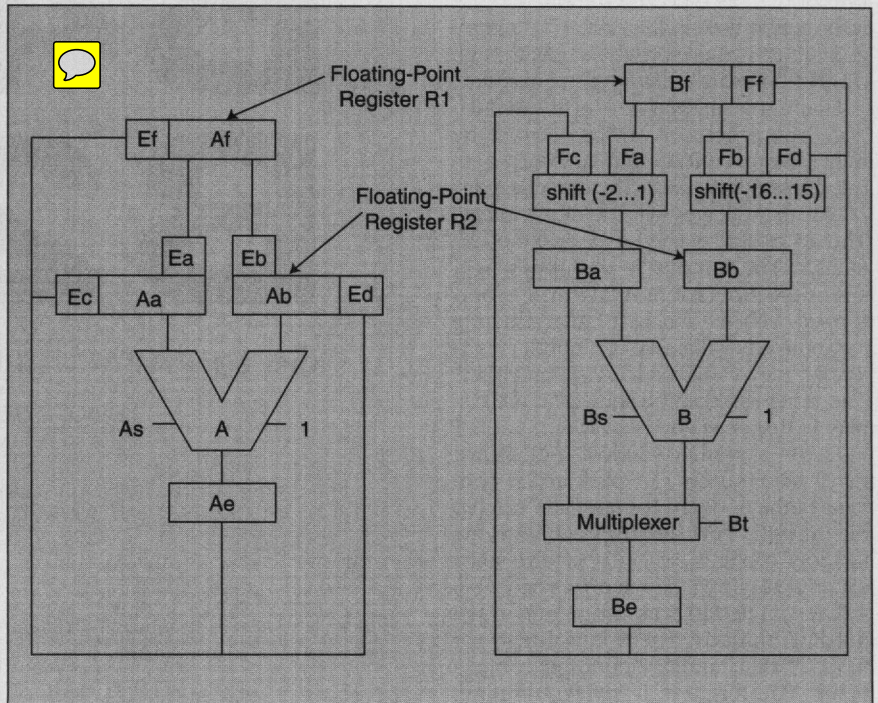 Floating-Point
Register R1
Ef Af
Bf Ff
Fc Fa
Fb Fd
shift (-2...1)
shift(-16...15)
Floating-Point
Register R2
Ea
Eb
Ec Aa
Ab Ed
Ba
Bb
As A 1
Bs B 1
Ae
Multiplexer Bt
Be